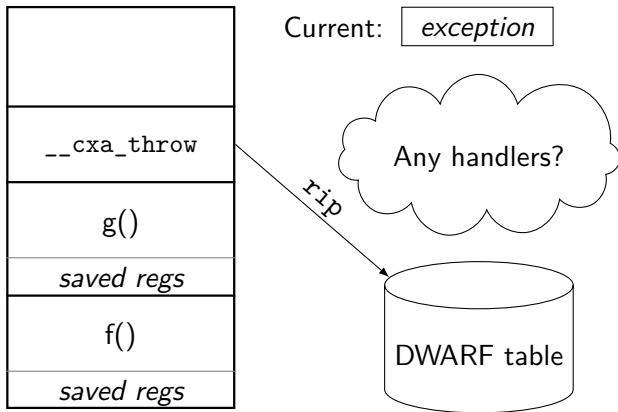 Current: exception
__cxa_throw
Any handlers?
rip
g()
saved regs
f()
DWARF table
saved regs